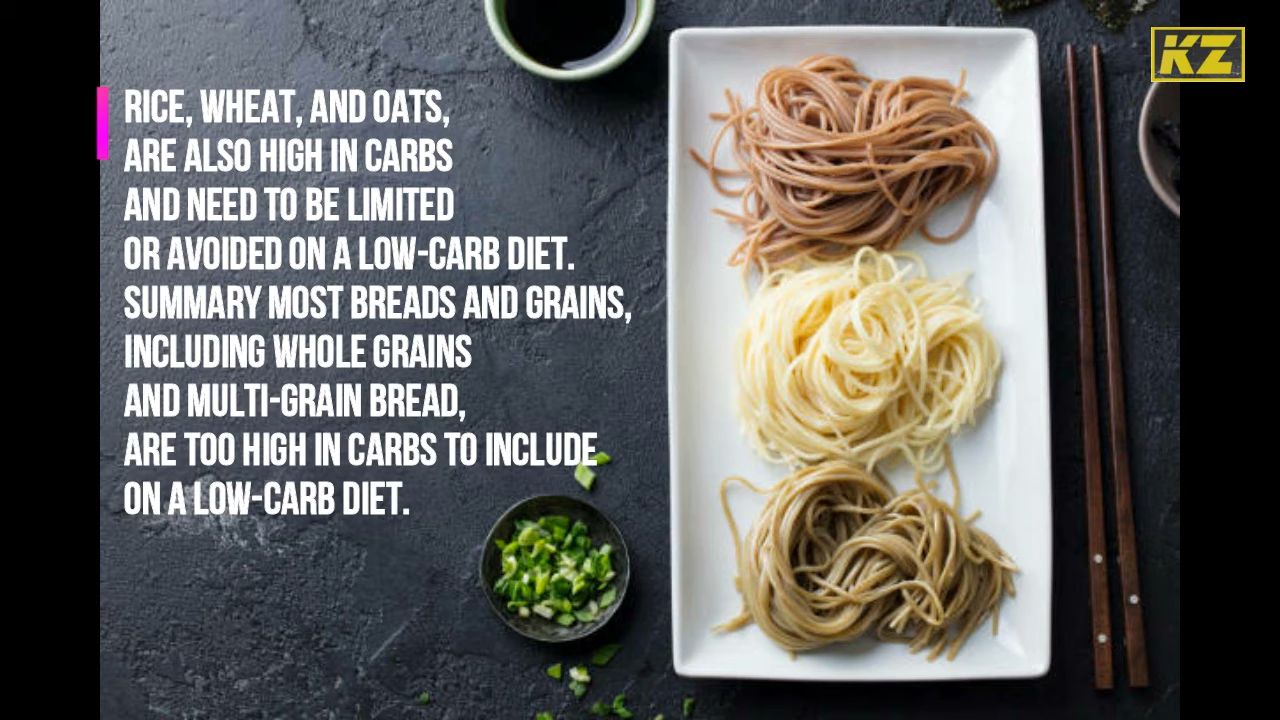 KZ
RICE, WHEAT, AND OATS,
ARE ALSO HIGH IN CARBS
AND NEED TO BE LIMITED
OR AVOIDED ON A LOW-CARB DIET.
SUMMARY MOST BREADS AND GRAINS,
INCLUDING WHOLE GRAINS
AND MULTI-GRAIN BREAD,
ARE TOO HIGH IN CARBS TO INCLUDE
ON A LOW-CARB DIET.